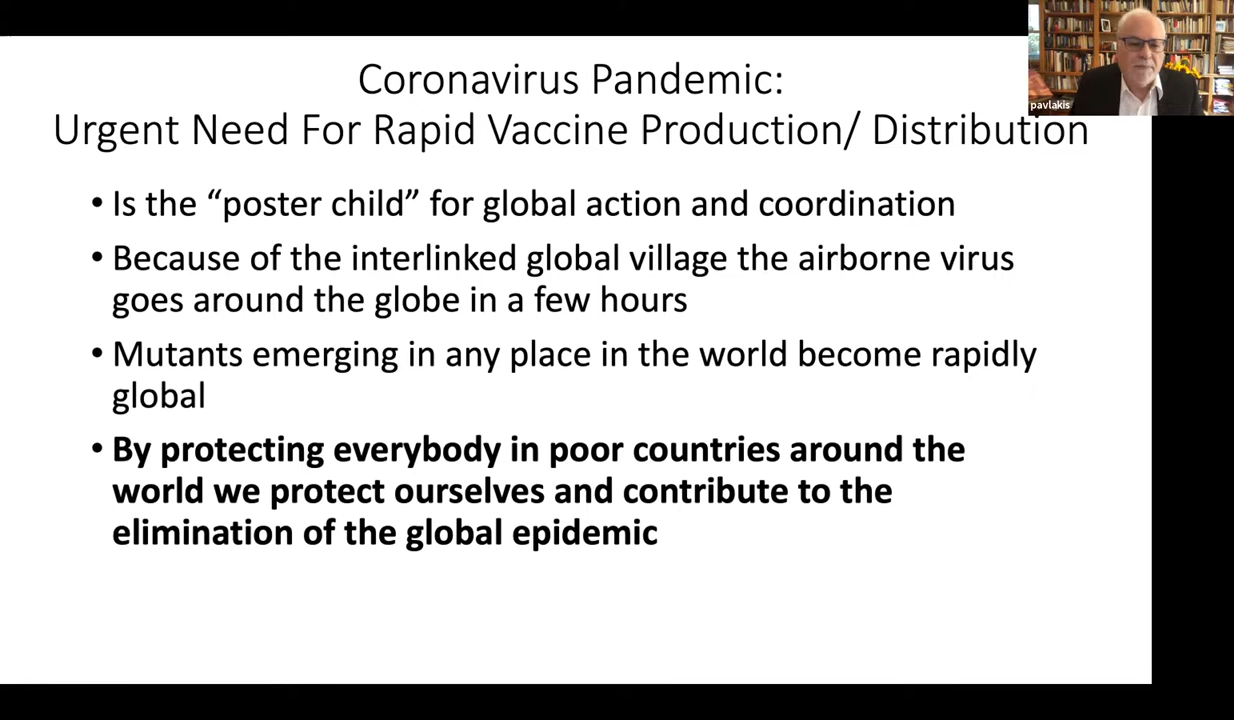 pavlakis
Coronavirus Pandemic:
Urgent Need For Rapid Vaccine Production/ Distribution
• Is the “poster child” for global action and coordination
• Because of the interlinked global village the airborne virus
goes around the globe in a few hours
• Mutants emerging in any place in the world become rapidly
global
• By protecting everybody in poor countries around the
world we protect ourselves and contribute to the
elimination of the global epidemic